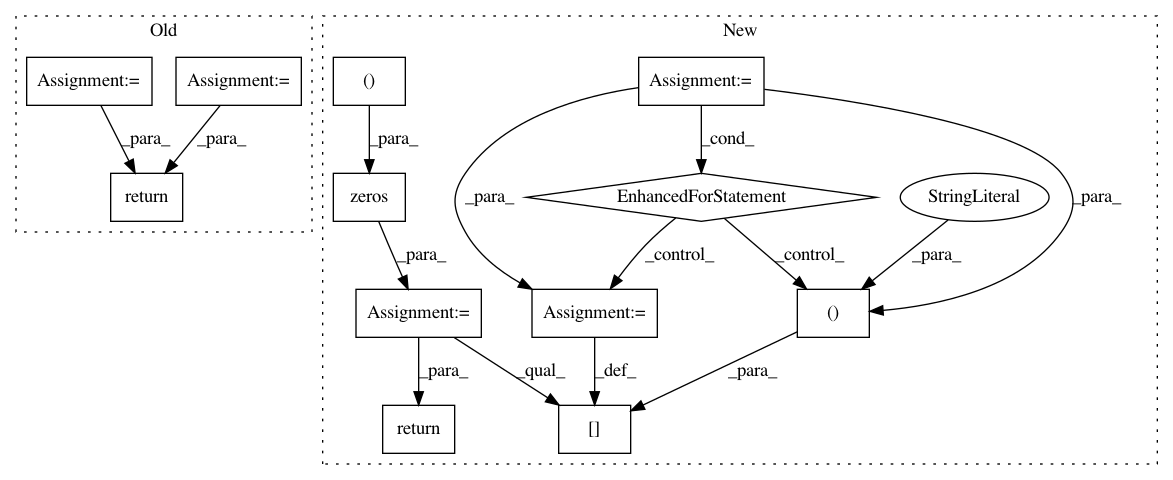 Old
New
Assignment:=
Assignment:=
()
Assignment:=
_para_
_para_
_para_
_cond_
return
zeros
EnhancedForStatement
StringLiteral
_para_
_para_
_para_
_control_
_control_
_para_
Assignment:=
Assignment:=
()
_para_
_qual_
_def_
_para_
return
[]